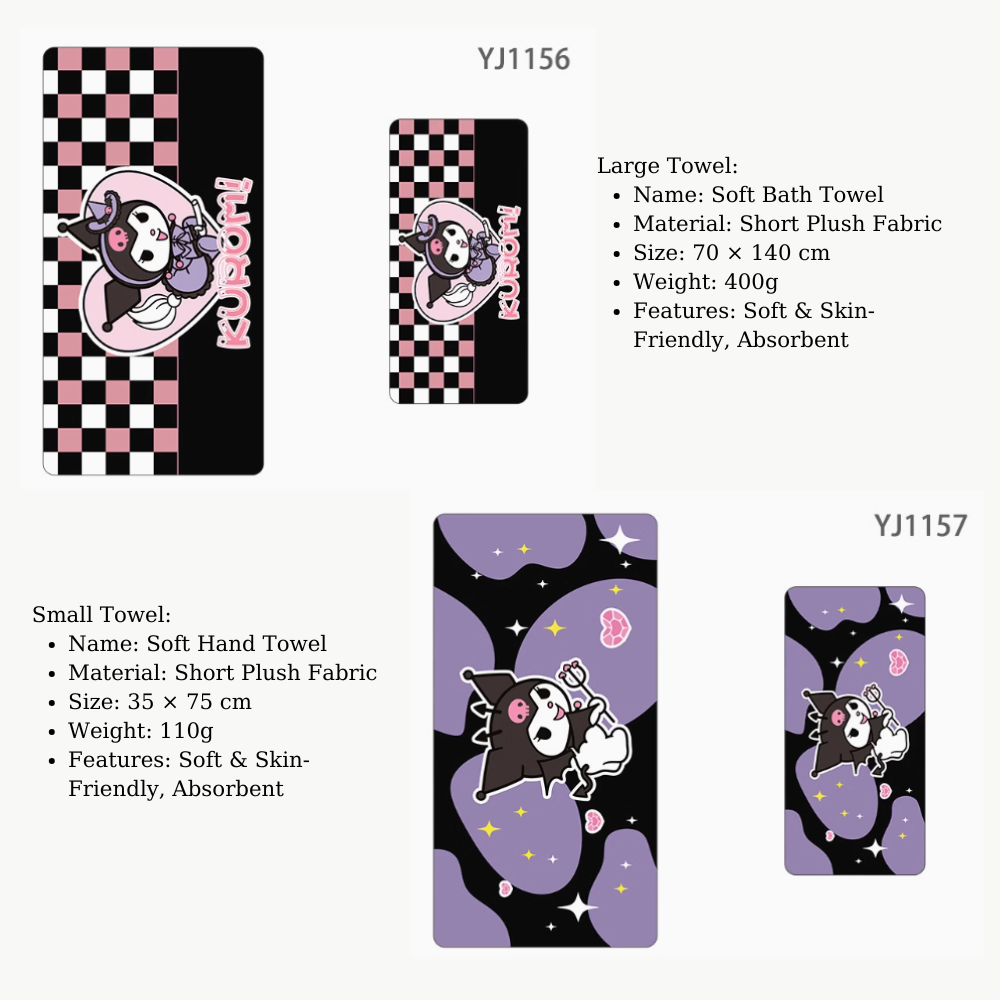 YJ1156
KUROMI
KUROMI
Large Towel:
• Name: Soft Bath Towel
• Material: Short Plush Fabric
• Size: 70 × 140 cm
• Weight: 400g
• Features: Soft & Skin-
Friendly, Absorbent
YJ1157
Small Towel:
• Name: Soft Hand Towel
• Material: Short Plush Fabric
• Size: 35 × 75 cm
• Weight: 110g
• Features: Soft & Skin-
Friendly, Absorbent